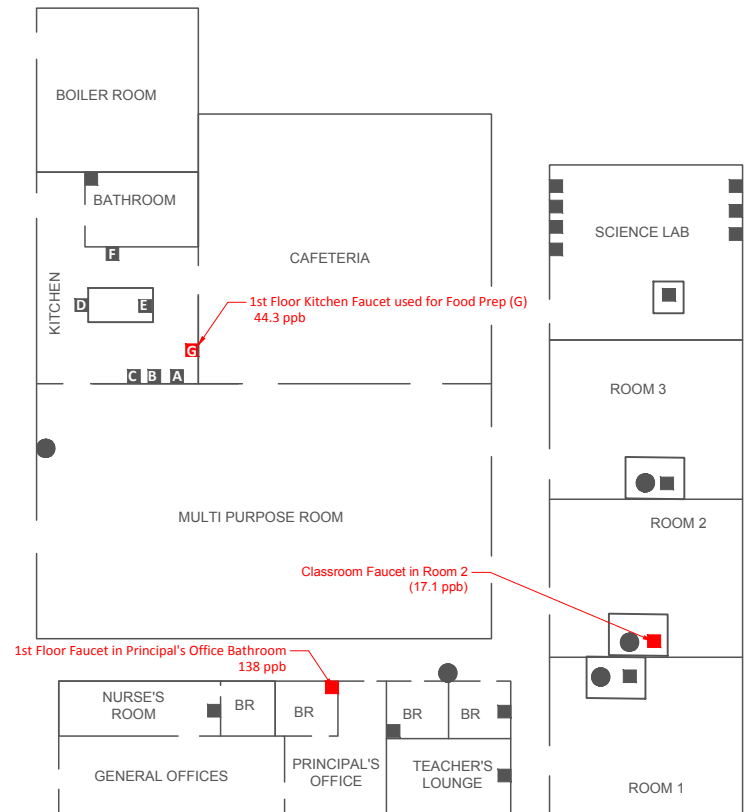 BOILER ROOM
BATHROOM
F
KITCHEN
D
E
CAFETERIA
1st Floor Kitchen Faucet used for Food Prep (G)
44.3 ppb
G
C
B
A
SCIENCE LAB
ROOM 3
MULTI PURPOSE ROOM
ROOM 2
Classroom Faucet in Room 2
(17.1 ppb)
1st Floor Faucet in Principal's Office Bathroom
138 ppb
NURSE'S
ROOM
BR
BR
BR
BR
GENERAL OFFICES
PRINCIPAL'S
OFFICE
TEACHER'S
LOUNGE
ROOM 1